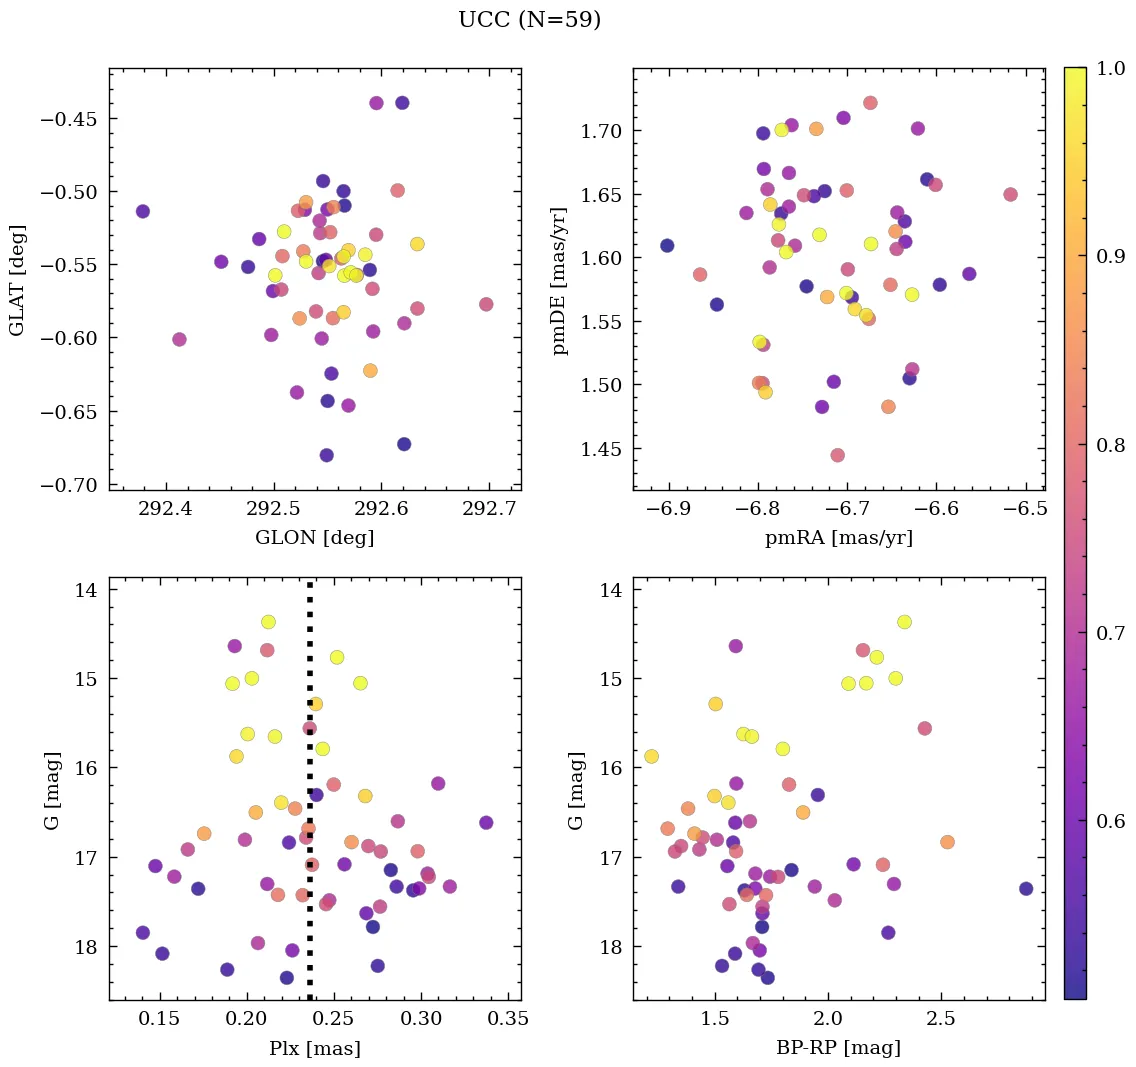 UCC (N=59)
−0.45
−0.50
−0.55
−0.60
−0.65
−0.70
GLAT [deg]
292.4 292.5 292.6 292.7
GLON [deg]
1.70
1.65
1.60
1.55
1.50
1.45
pmDE [mas/yr]
−6.9 −6.8 −6.7 −6.6 −6.5
pmRA [mas/yr]
14
15
16
17
18
G [mag]
0.15 0.20 0.25 0.30 0.35
Plx [mas]
14
15
16
17
18
G [mag]
1.5 2.0 2.5
BP-RP [mag]
1.0
0.9
0.8
0.7
0.6